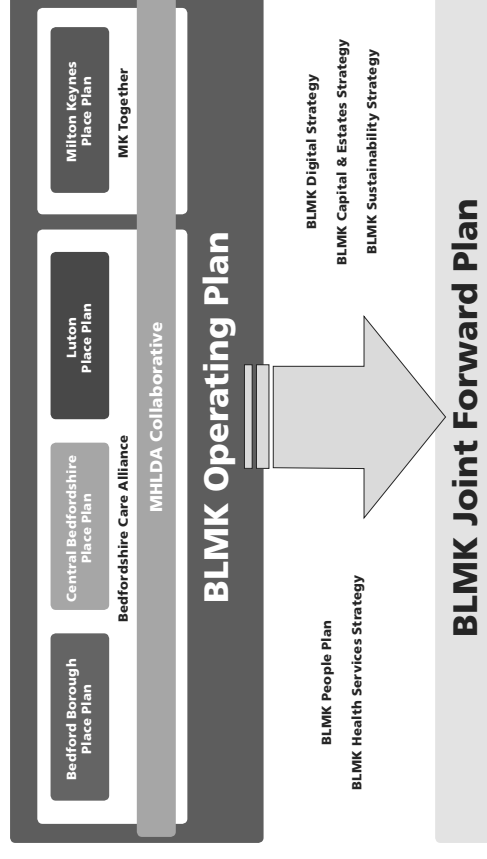 Bedford Borough
Place Plan
Central Bedfordshire
Place Plan
Luton
Place Plan
Milton Keynes
Place Plan
Bedfordshire Care Alliance
MK Together
MHLDA Collaborative
BLMK Operating Plan
BLMK People Plan
BLMK Health Services Strategy
BLMK Digital Strategy
BLMK Capital & Estates Strategy
BLMK Sustainability Strategy
BLMK Joint Forward Plan